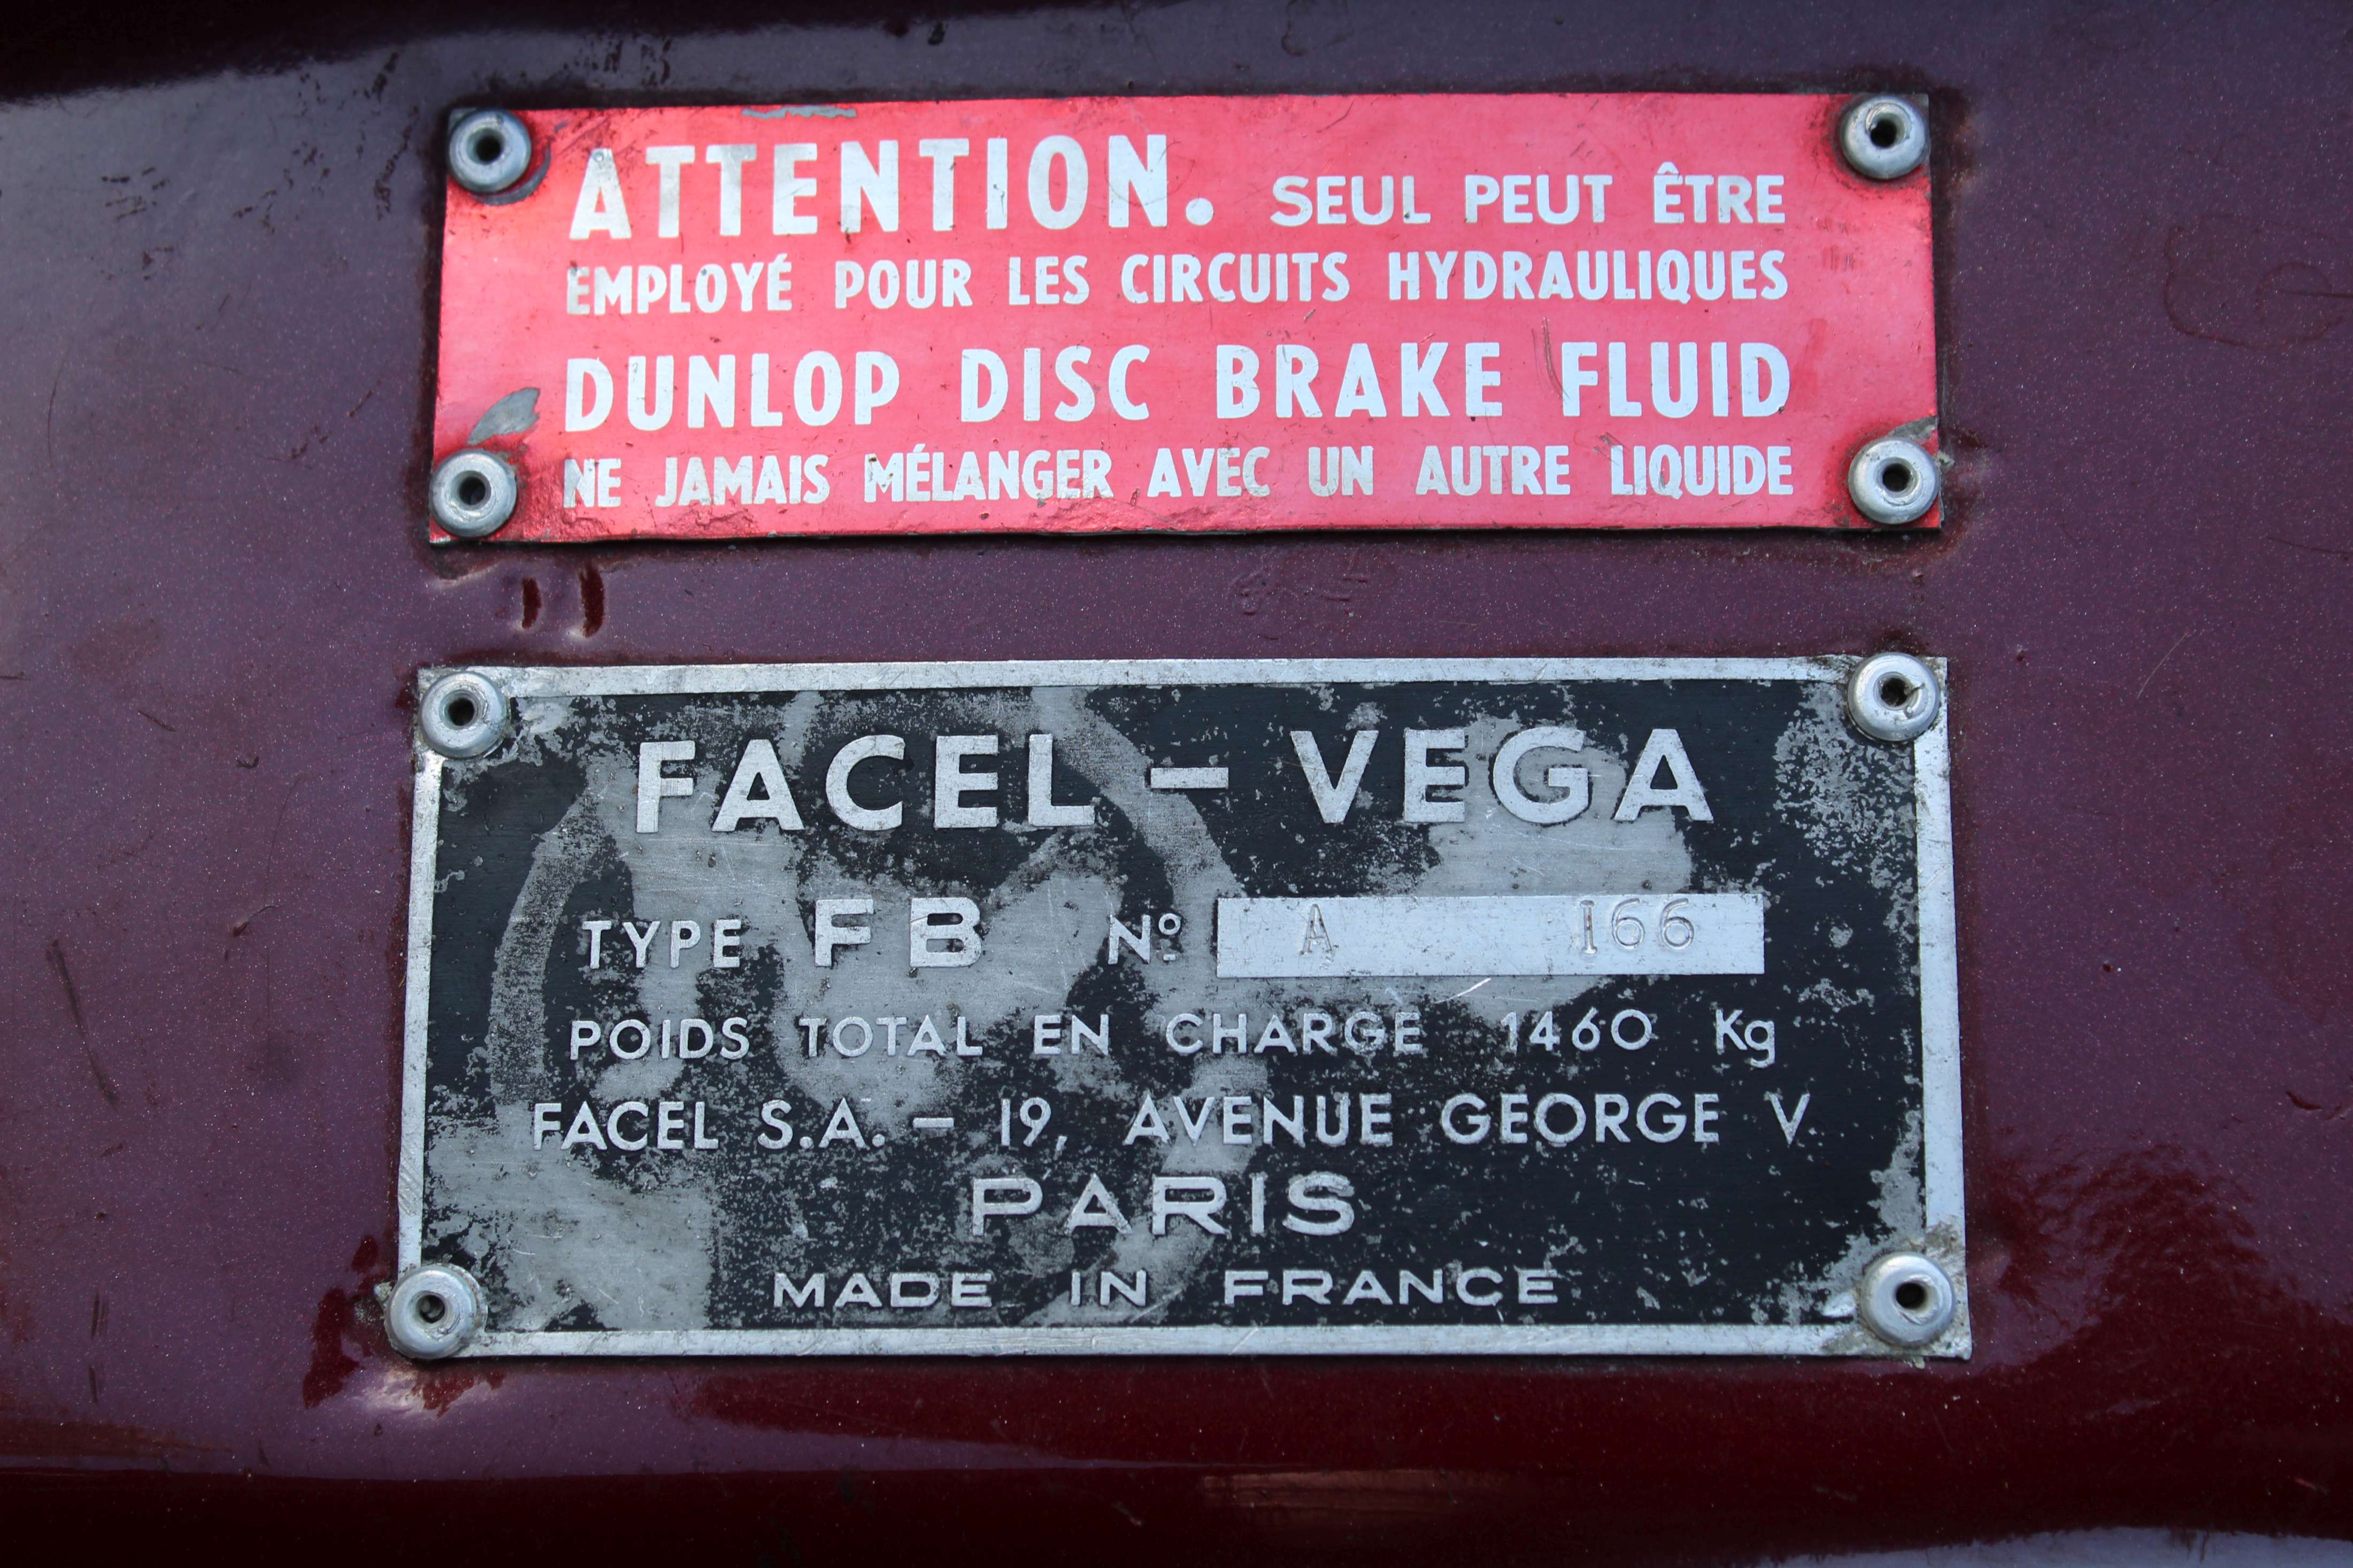 ATTENTION. SEUL PEUT ÊTRE
EMPLOYÉ POUR LES CIRCUITS HYDRAULIQUES
DUNLOP DISC BRAKE FLUID
NE JAMAIS MÉLANGER AVEC UN AUTRE LIQUIDE
FACEL - VEGA
TYPE FB Nº A 166
POIDS TOTAL EN CHARGE 1460 Kg
FACEL S.A. - 19, AVENUE GEORGE V
PARIS
MADE IN FRANCE